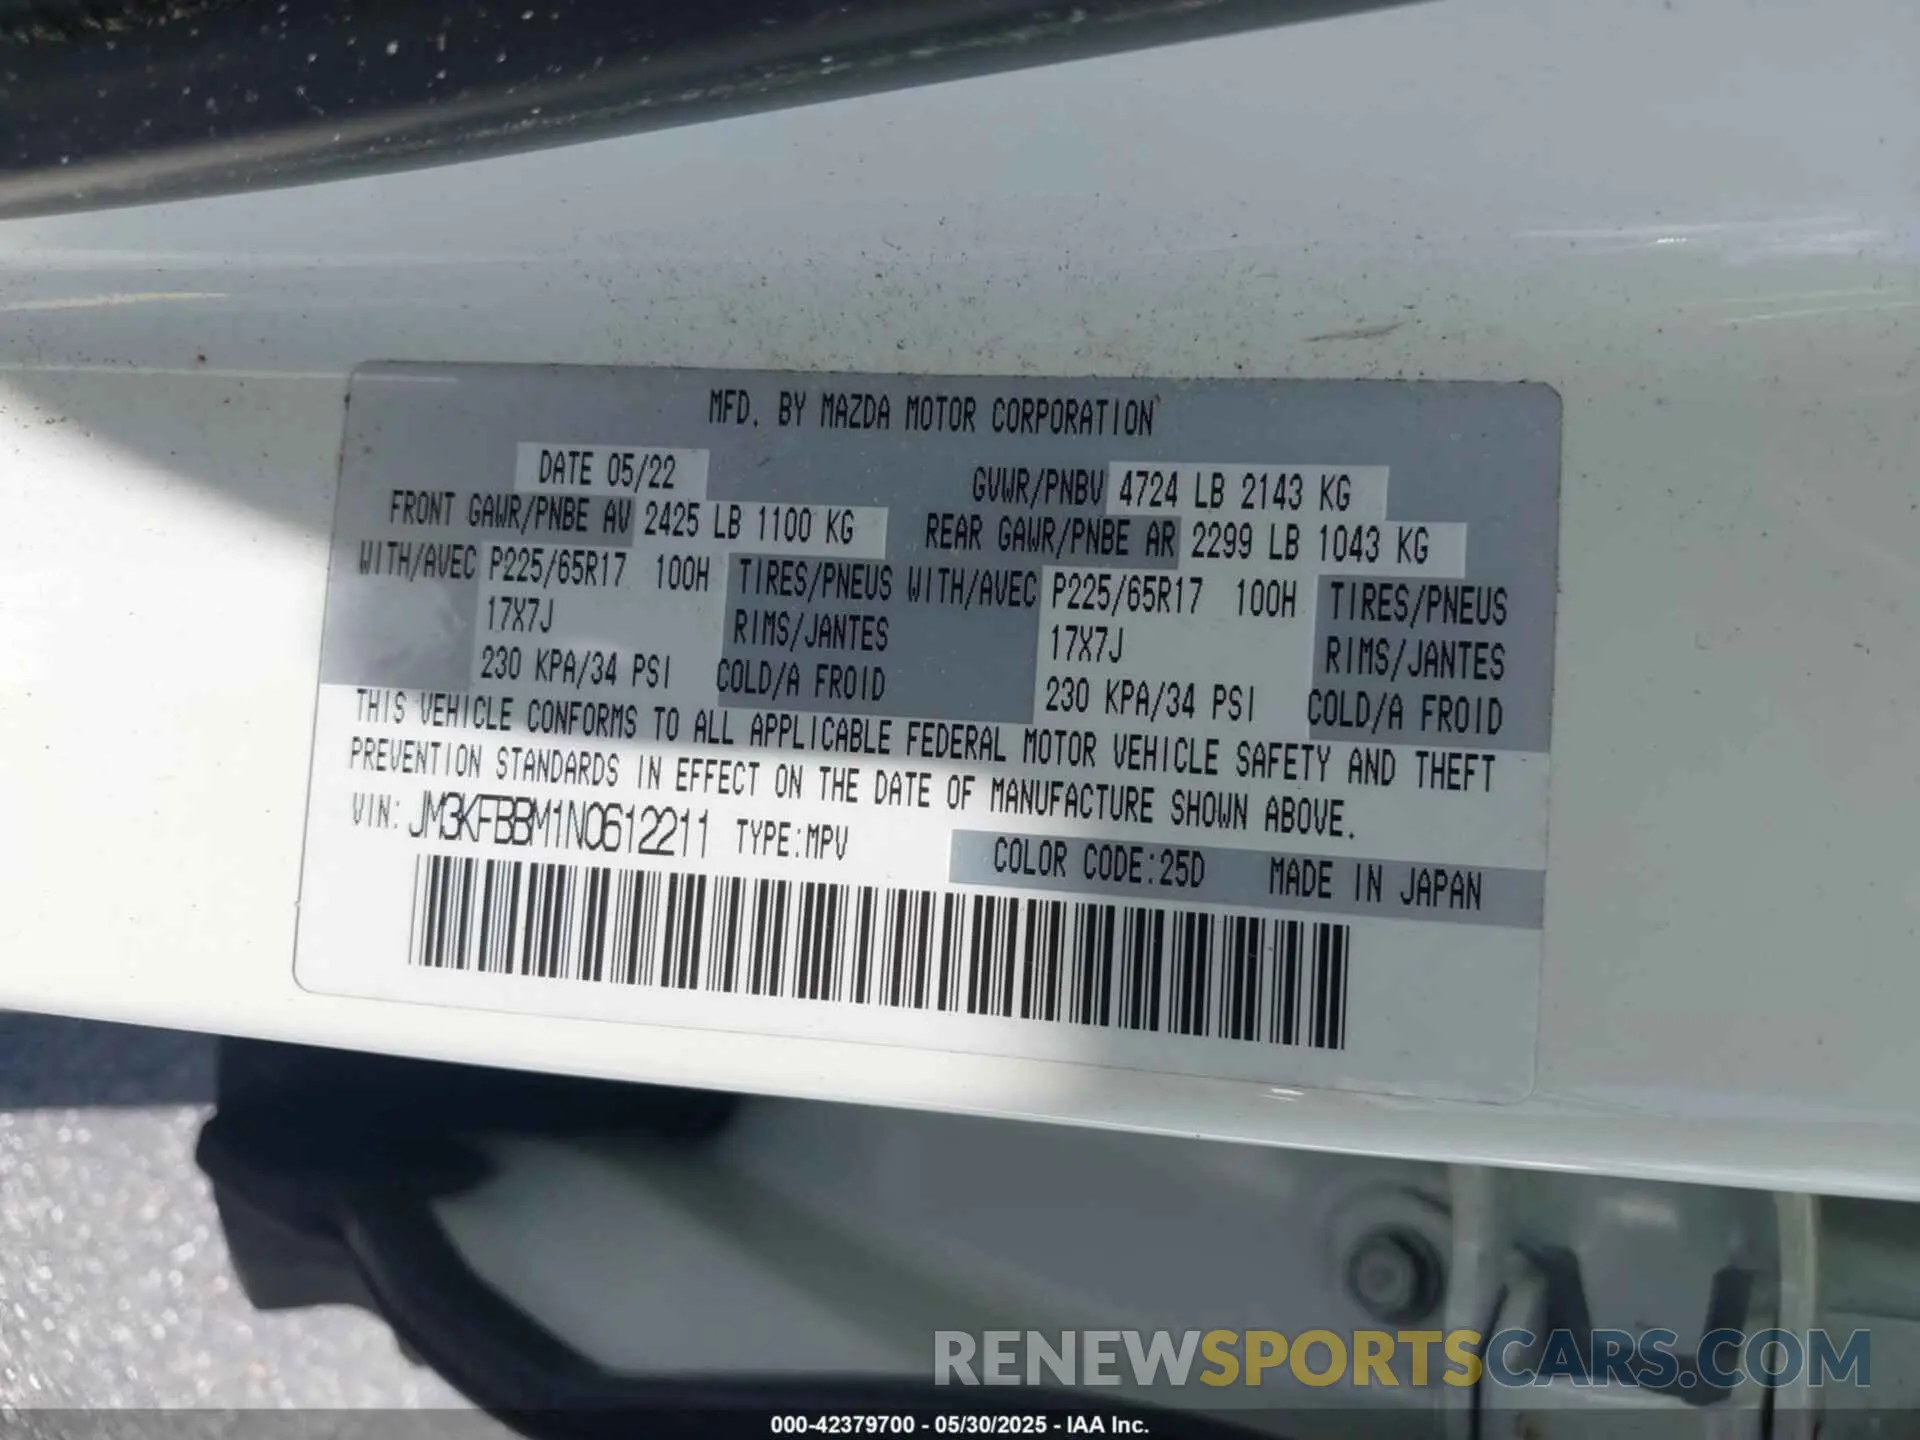 MFD. BY MAZDA MOTOR CORPORATION
DATE 05/22 GVWR/PNBV 4724 LB 2143 KG
FRONT GAWR/PNBE AV 2425 LB 1100 KG REAR GAWR/PNBE AR 2299 LB 1043 KG
WITH/AVEC P225/65R17 100H TIRES/PNEUS WITH/AVEC P225/65R17 100H TIRES/PNEUS
17X7J RIMS/JANTES 17X7J RIMS/JANTES
230 KPA/34 PSI COLD/A FROID 230 KPA/34 PSI COLD/A FROID
THIS VEHICLE CONFORMS TO ALL APPLICABLE FEDERAL MOTOR VEHICLE SAFETY AND THEFT
PREVENTION STANDARDS IN EFFECT ON THE DATE OF MANUFACTURE SHOWN ABOVE.
VIN: JM3KFBBM1N0612211 TYPE:MPV COLOR CODE:25D MADE IN JAPAN
RENEWSPORTSCARS.COM
000-42379700 - 05/30/2025 - IAA Inc.